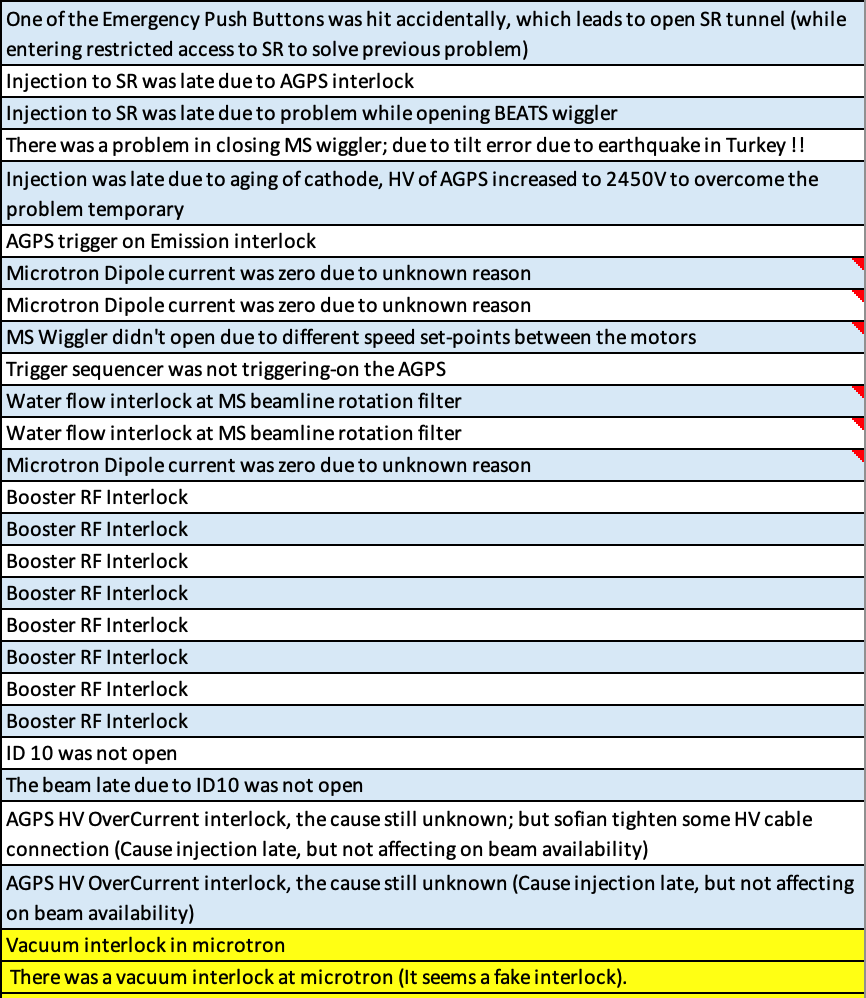 One of the Emergency Push Buttons was hit accidentally, which leads to open SR tunnel (while
entering restricted access to SR to solve previous problem)
Injection to SR was late due to AGPS interlock
Injection to SR was late due to problem while opening BEATS wiggler
There was a problem in closing MS wiggler; due to tilt error due to earthquake in Turkey !!
Injection was late due to aging of cathode, HV of AGPS increased to 2450V to overcome the
problem temporary
AGPS trigger on Emission interlock
Microtron Dipole current was zero due to unknown reason
Microtron Dipole current was zero due to unknown reason
MS Wiggler didn't open due to different speed set-points between the motors
Trigger sequencer was not triggering-on the AGPS
Water flow interlock at MS beamline rotation filter
Water flow interlock at MS beamline rotation filter
Microtron Dipole current was zero due to unknown reason
Booster RF Interlock
Booster RF Interlock
Booster RF Interlock
Booster RF Interlock
Booster RF Interlock
Booster RF Interlock
Booster RF Interlock
Booster RF Interlock
ID 10 was not open
The beam late due to ID10 was not open
AGPS HV OverCurrent interlock, the cause still unknown; but sofian tighten some HV cable
connection (Cause injection late, but not affecting on beam availability)
AGPS HV OverCurrent interlock, the cause still unknown (Cause injection late, but not affecting
on beam availability)
Vacuum interlock in microtron
There was a vacuum interlock at microtron (It seems a fake interlock).